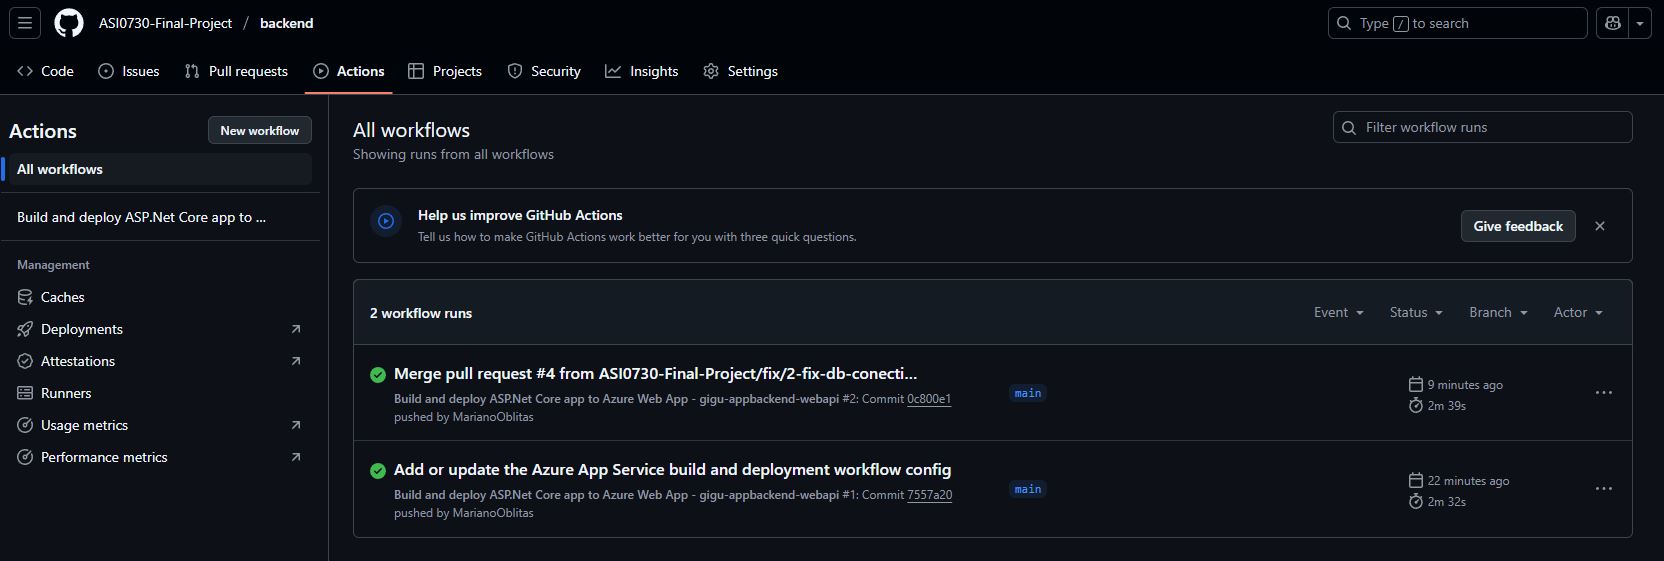 ASI0730-Final-Project / backend
Type / to search
Code Issues Pull requests Actions Projects Security Insights Settings
Actions
New workflow
All workflows
Build and deploy ASP.Net Core app to ...
Management
Caches
Deployments
Attestations
Runners
Usage metrics
Performance metrics
All workflows
Showing runs from all workflows
Filter workflow runs
Help us improve GitHub Actions
Tell us how to make GitHub Actions work better for you with three quick questions.
Give feedback
2 workflow runs
Event Status Branch Actor
Merge pull request #4 from ASI0730-Final-Project/fix/2-fix-db-conecti...
Build and deploy ASP.Net Core app to Azure Web App - gigu-appbackend-webapi #2: Commit 0c800e1
pushed by MarianoOblitas
main
9 minutes ago
2m 39s
Add or update the Azure App Service build and deployment workflow config
Build and deploy ASP.Net Core app to Azure Web App - gigu-appbackend-webapi #1: Commit 7557a20
pushed by MarianoOblitas
main
22 minutes ago
2m 32s